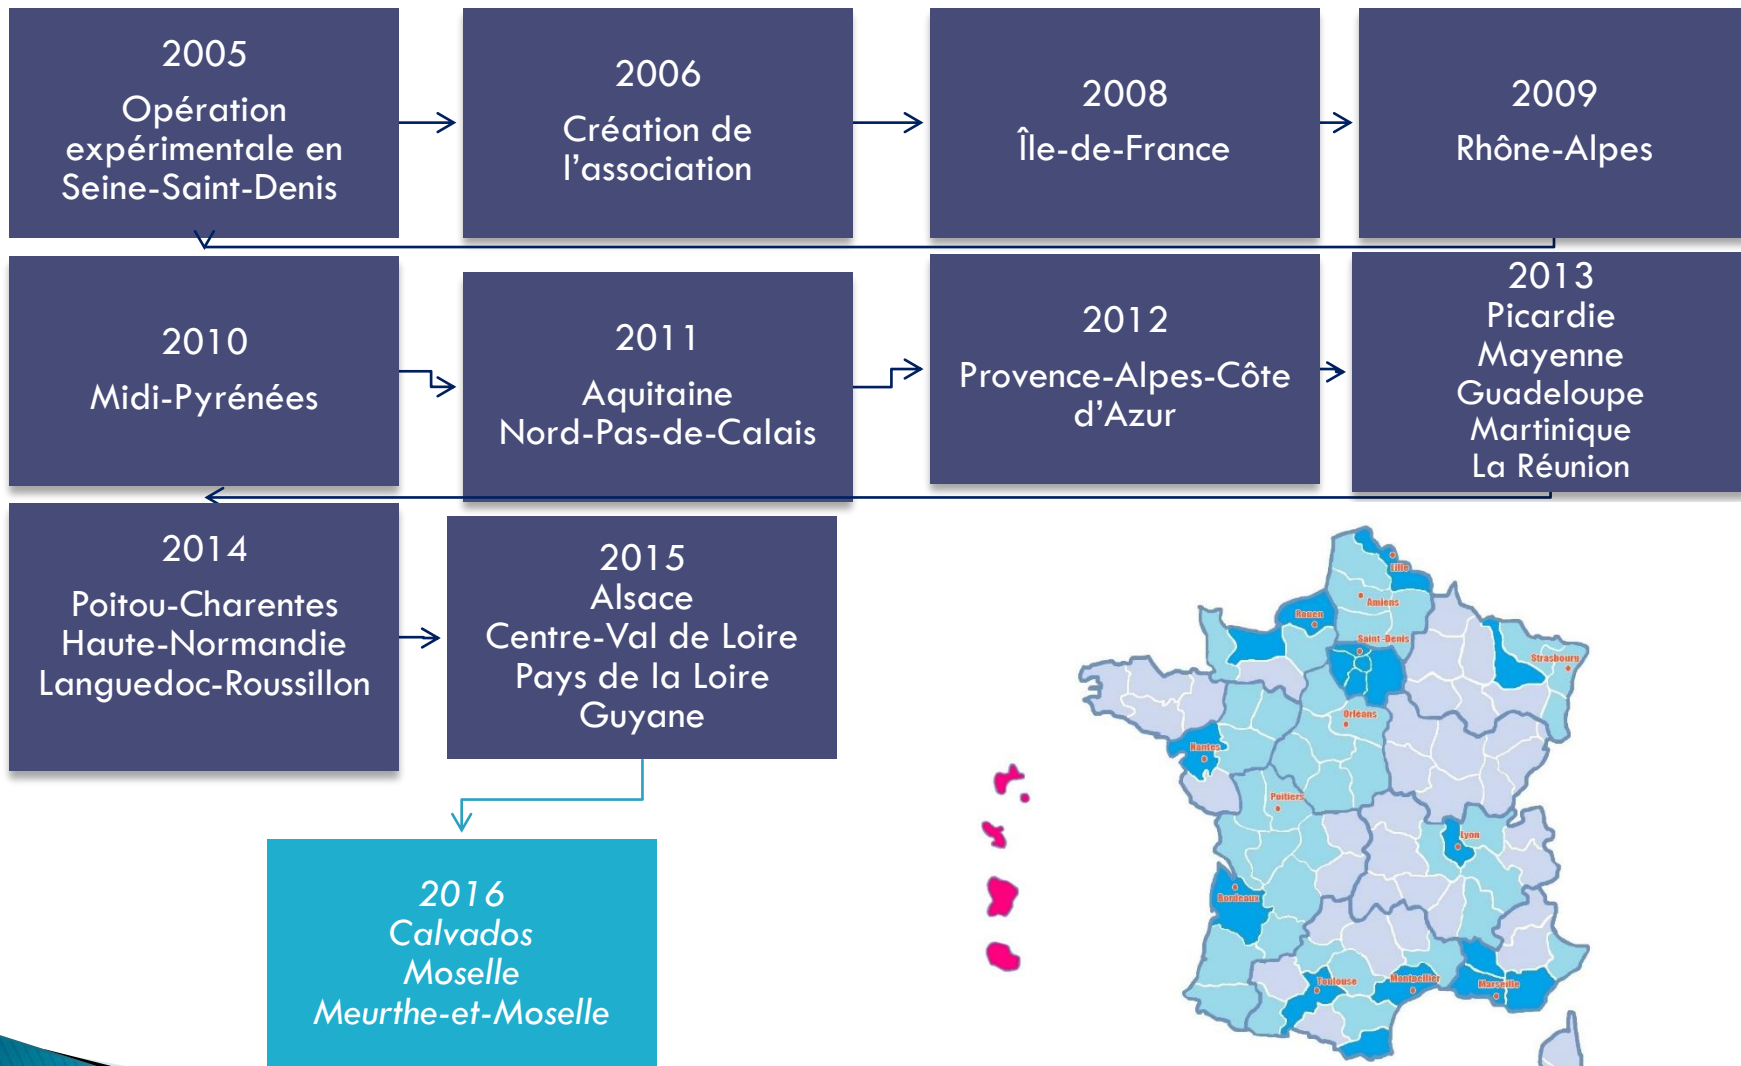 2005
Opération
expérimentale en
Seine-Saint-Denis
2006
Création de
l’association
2008
Île-de-France
2009
Rhône-Alpes
2010
Midi-Pyrénées
2011
Aquitaine
Nord-Pas-de-Calais
2012
Provence-Alpes-Côte
d’Azur
2013
Picardie
Mayenne
Guadeloupe
Martinique
La Réunion
2014
Poitou-Charentes
Haute-Normandie
Languedoc-Roussillon
2015
Alsace
Centre-Val de Loire
Pays de la Loire
Guyane
2016
Calvados
Moselle
Meurthe-et-Moselle
Lille
Amiens
Rouen
Saint-Denis
Strasbourg
Orléans
Nantes
Poitiers
Lyon
Bordeaux
Toulouse
Montpellier
Marseille